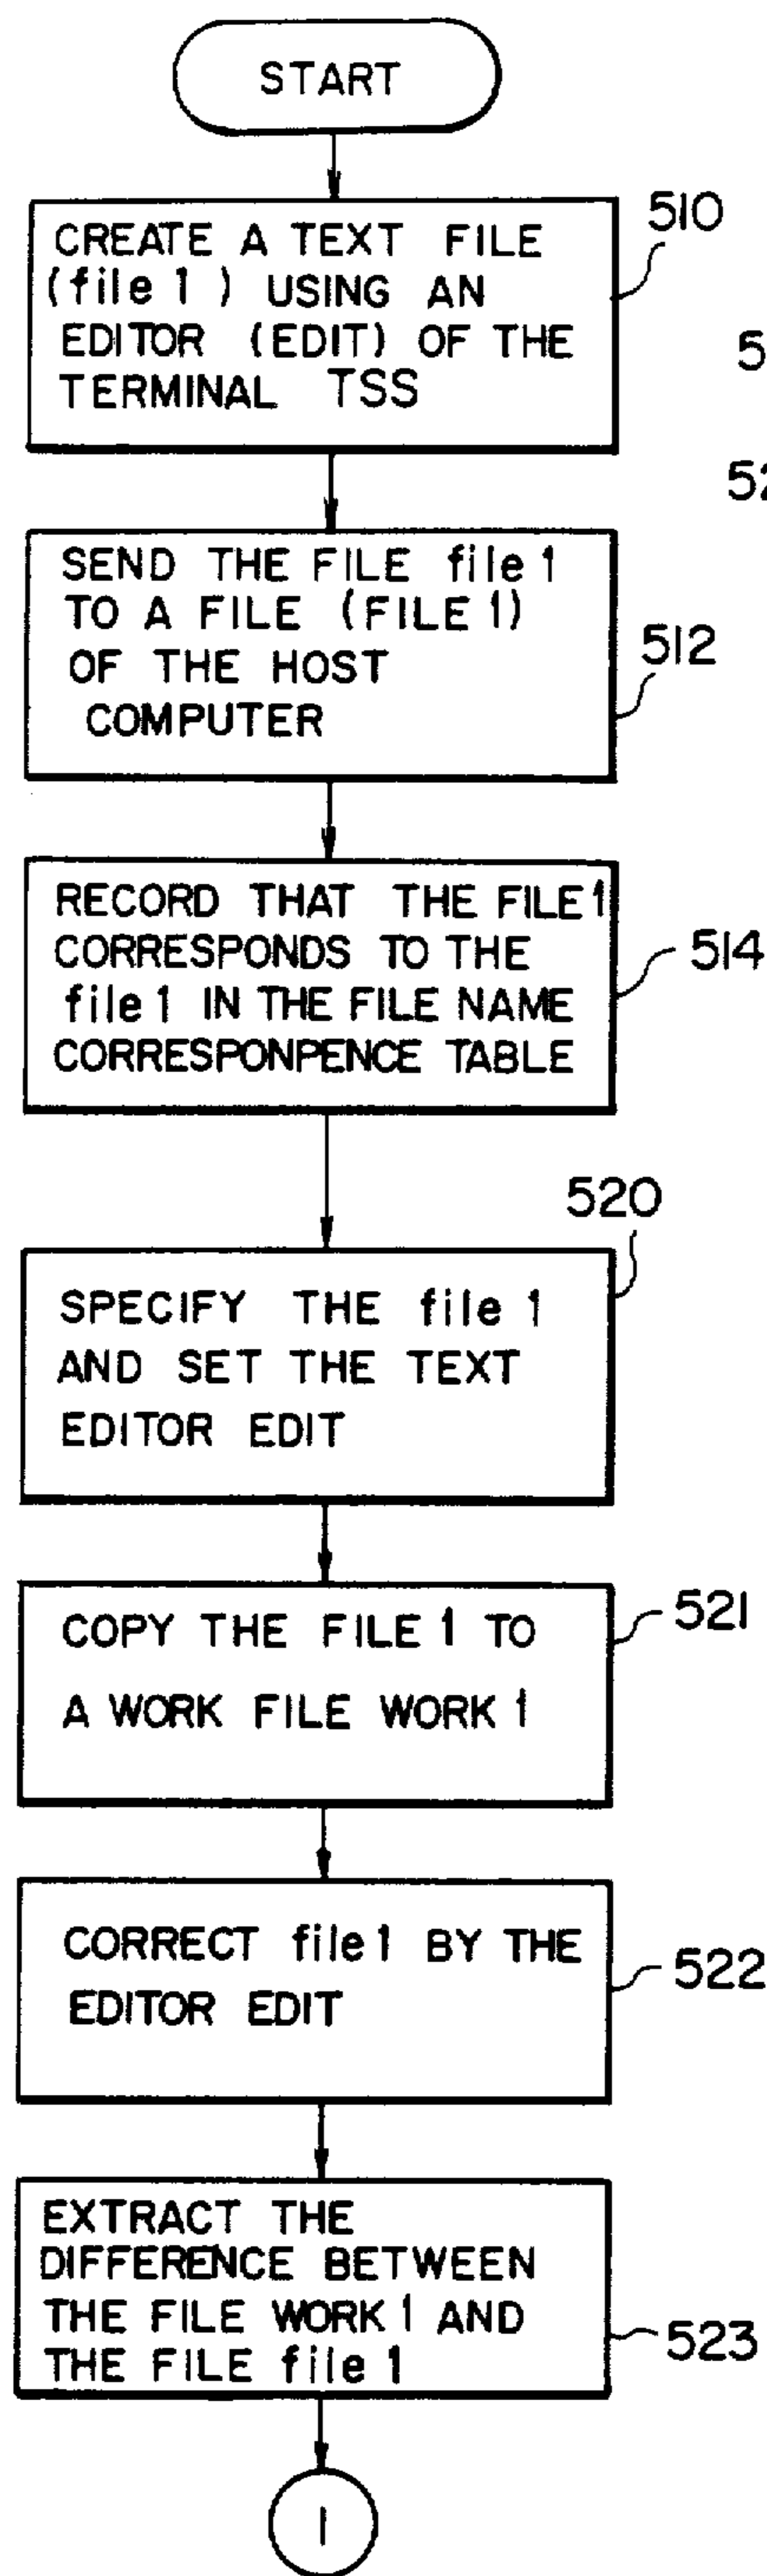 START
510
CREATE A TEXT FILE
(file 1) USING AN
EDITOR (EDIT) OF THE
TERMINAL TSS
5
52
SEND THE FILE file 1
TO A FILE (FILE 1)
OF THE HOST
COMPUTER
512
RECORD THAT THE FILE 1
CORRESPONDS TO THE
file 1 IN THE FILE NAME
CORRESPONPENCE TABLE
514
520
SPECIFY THE file 1
AND SET THE TEXT
EDITOR EDIT
COPY THE FILE 1 TO
A WORK FILE WORK 1
521
CORRECT file 1 BY THE
EDITOR EDIT
522
EXTRACT THE
DIFFERENCE BETWEEN
THE FILE WORK 1 AND
THE FILE file 1
523
1